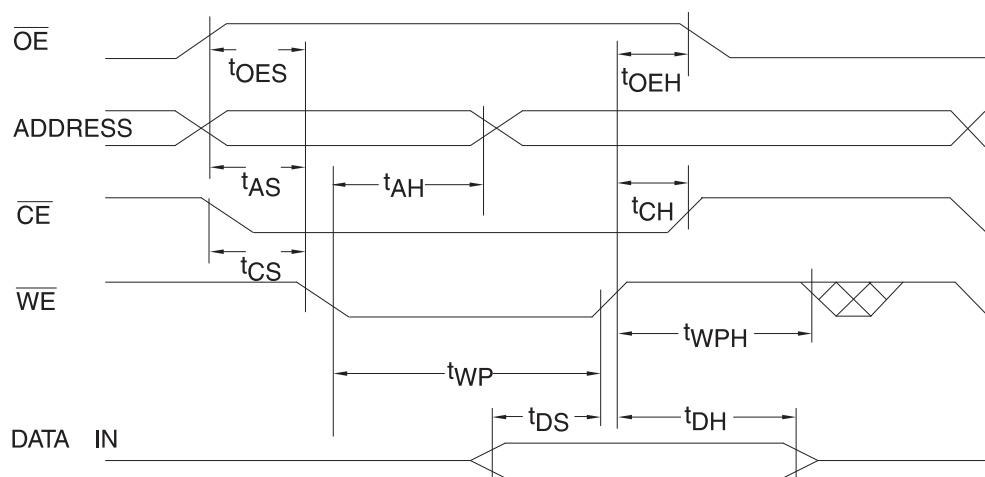 OE
tOES
tOEH
ADDRESS
tAS
tAH
tCH
CE
tCS
WE
tWPH
tWP
tDS
tDH
DATA IN